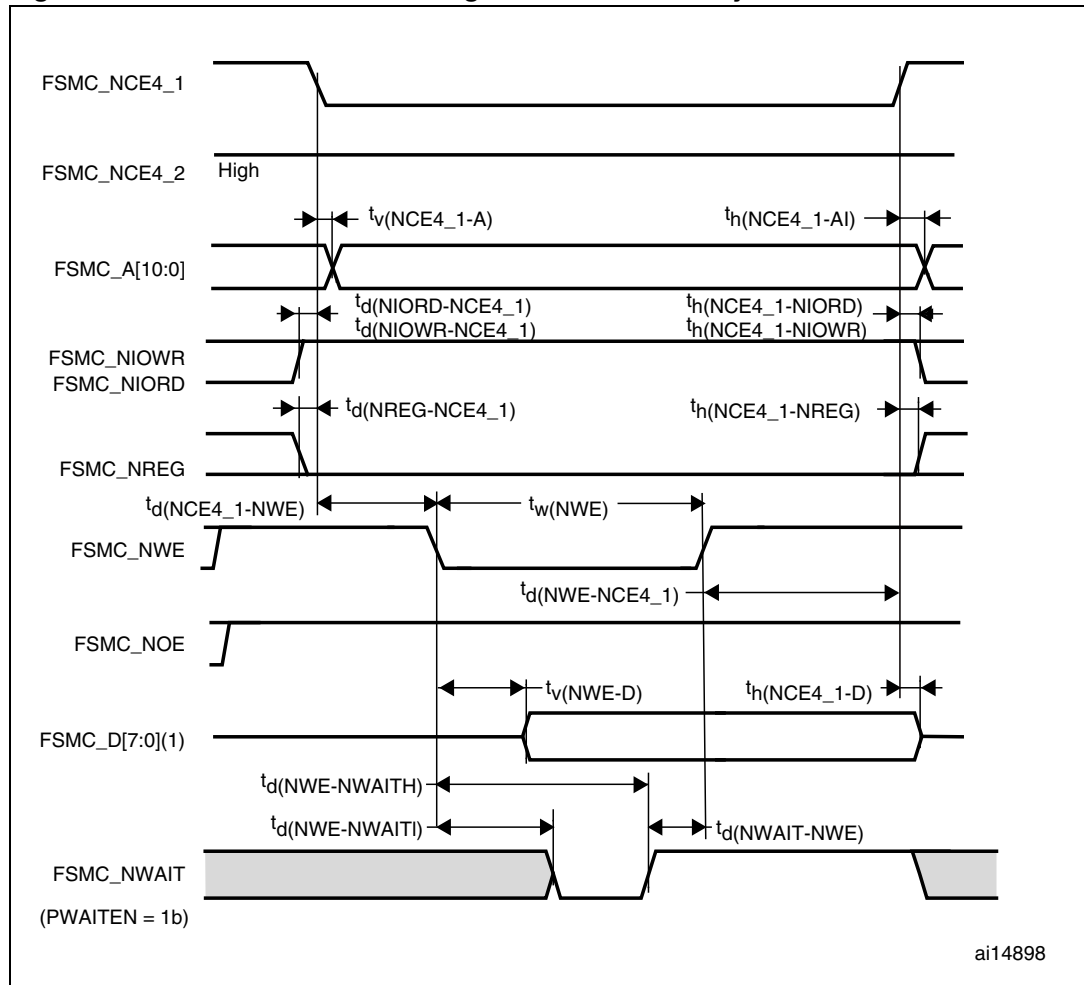 FSMC_NCE4_1
FSMC_NCE4_2
High
tv(NCE4_1-A)
th(NCE4_1-AI)
FSMC_A[10:0]
td(NIORD-NCE4_1)
td(NIOWR-NCE4_1)
th(NCE4_1-NIORD)
th(NCE4_1-NIOWR)
FSMC_NIOWR
FSMC_NIORD
td(NREG-NCE4_1)
th(NCE4_1-NREG)
FSMC_NREG
td(NCE4_1-NWE)
tw(NWE)
FSMC_NWE
td(NWE-NCE4_1)
FSMC_NOE
tv(NWE-D)
th(NCE4_1-D)
FSMC_D[7:0](1)
td(NWE-NWAITH)
td(NWE-NWAITl)
td(NWAIT-NWE)
FSMC_NWAIT
(PWAITEN = 1b)
ai14898